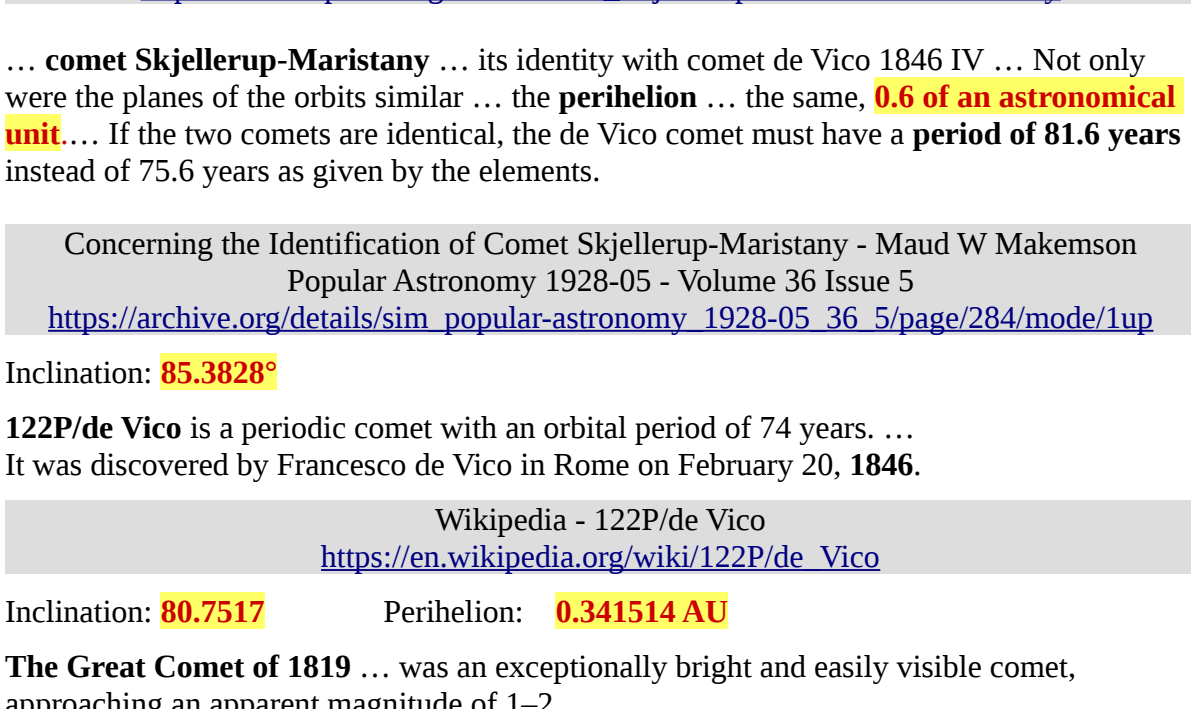 … comet Skjellerup-Maristany … its identity with comet de Vico 1846 IV … Not only
were the planes of the orbits similar … the perihelion … the same, 0.6 of an astronomical
unit.… If the two comets are identical, the de Vico comet must have a period of 81.6 years
instead of 75.6 years as given by the elements.
Concerning the Identification of Comet Skjellerup-Maristany - Maud W Makemson
Popular Astronomy 1928-05 - Volume 36 Issue 5
https://archive.org/details/sim_popular-astronomy_1928-05_36_5/page/284/mode/1up
Inclination: 85.3828°
122P/de Vico is a periodic comet with an orbital period of 74 years. …
It was discovered by Francesco de Vico in Rome on February 20, 1846.
Wikipedia - 122P/de Vico
https://en.wikipedia.org/wiki/122P/de_Vico
Inclination: 80.7517 Perihelion: 0.341514 AU
The Great Comet of 1819 … was an exceptionally bright and easily visible comet,
approaching an apparent magnitude of 1–2